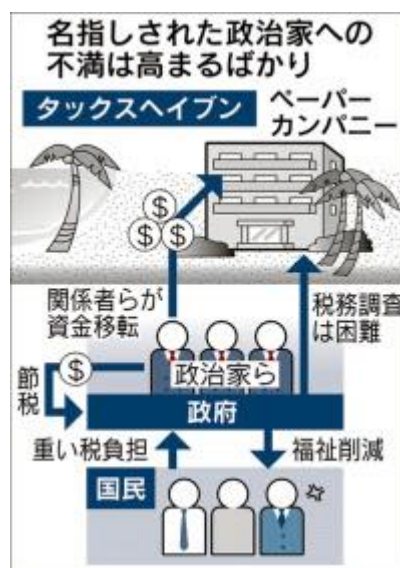 名指しされた政治家への
不満は高まるばかり
タックスヘイブン
ペーパー
カンパニー
$
$
$
関係者らが
資金移転
税務調査
は困難
節税
$
政治家ら
政府
重い税負担
福祉削減
国民